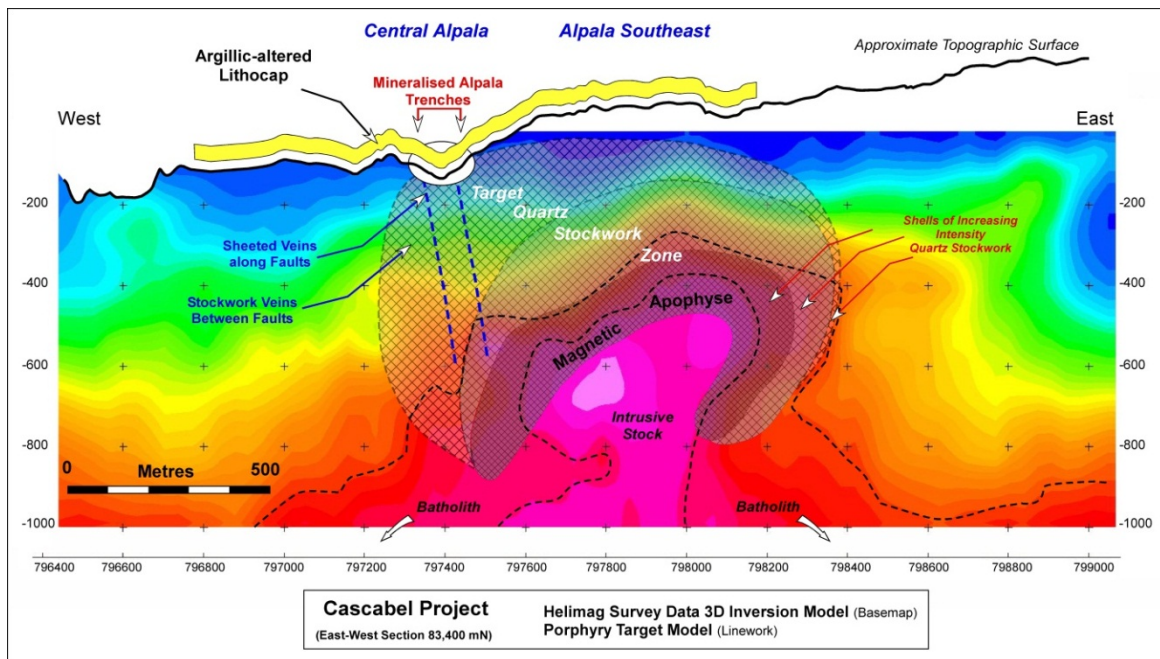 Central Alpala
Alpala Southeast
Approximate Topographic Surface
Argillic-altered
Lithocap
Mineralised Alpala
Trenches
West
East
-200
-400
-600
-800
-1000
-200
-400
-600
-800
-1000
Target
Quartz
Stockwork
Zone
Sheeted Veins
along Faults
Stockwork Veins
Between Faults
Shells of Increasing
Intensity
Quartz Stockwork
Magnetic
Apophyse
Intrusive
Stock
0
Metres
500
Batholith
Batholith
796400
796600
796800
797000
797200
797400
797600
797800
798000
798200
798400
798600
798800
799000
Cascabel Project
(East-West Section 83,400 mN)
Helimag Survey Data 3D Inversion Model (Basemap)
Porphyry Target Model (Linework)